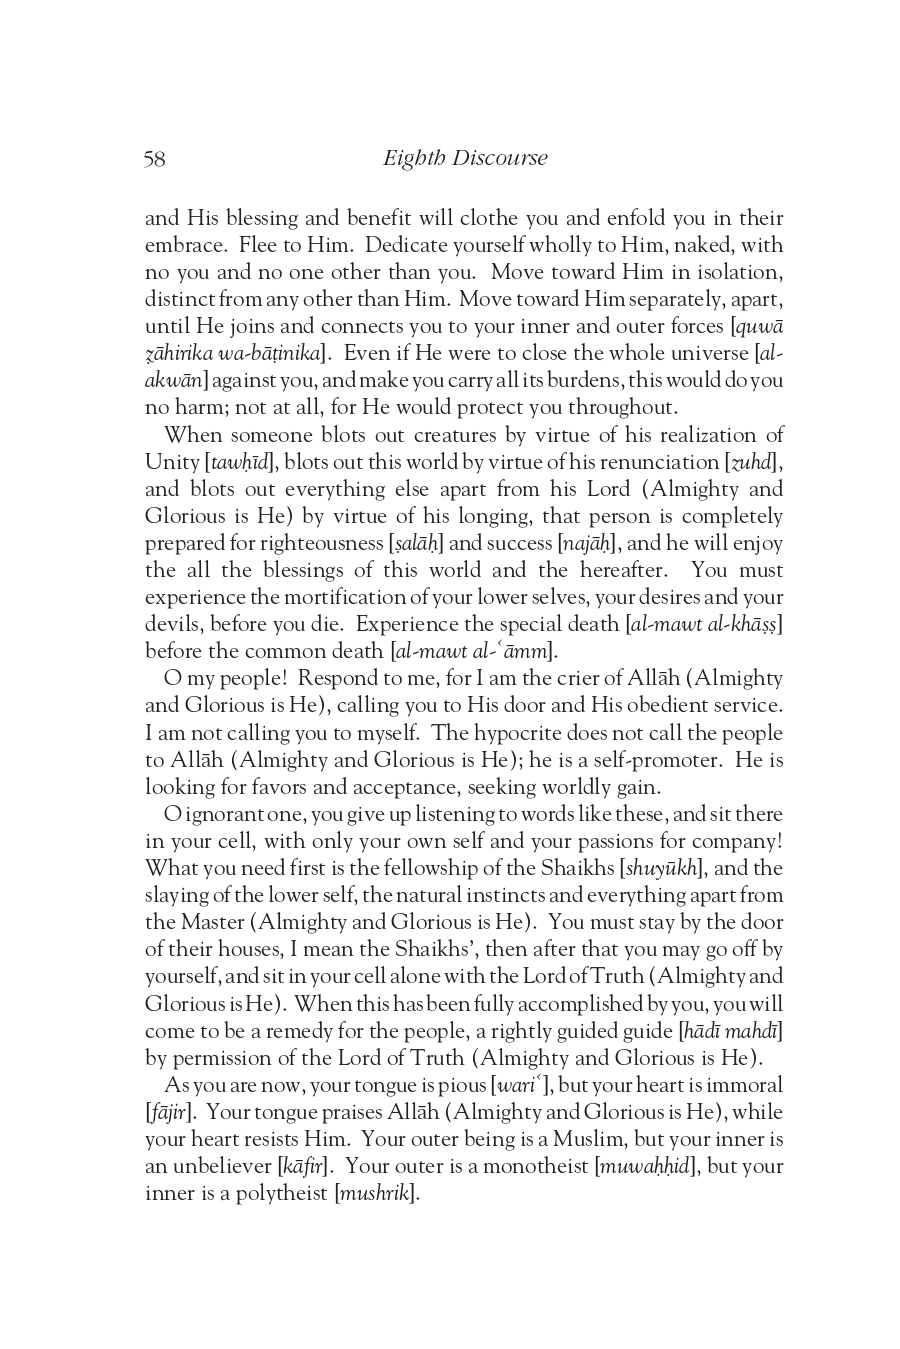 58
Eighth Discourse
and His blessing and benefit will clothe you and enfold you in their
embrace. Flee to Him. Dedicate yourself wholly to Him, naked, with
no you and no one other than you. Move toward Him in isolation,
distinct from any other than Him. Move toward Him separately, apart,
until He joins and connects you to your inner and outer forces [quwā
ẓāhirika wa-bāṭinika]. Even if He were to close the whole universe [al-
akwān] against you, and make you carry all its burdens, this would do you
no harm; not at all, for He would protect you throughout.
When someone blots out creatures by virtue of his realization of
Unity [tawḥīd], blots out this world by virtue of his renunciation [zuhd],
and blots out everything else apart from his Lord (Almighty and
Glorious is He) by virtue of his longing, that person is completely
prepared for righteousness [ṣalāḥ] and success [najāḥ], and he will enjoy
the all the blessings of this world and the hereafter. You must
experience the mortification of your lower selves, your desires and your
devils, before you die. Experience the special death [al-mawt al-khāṣṣ]
before the common death [al-mawt al-ʿāmm].
O my people! Respond to me, for I am the crier of Allāh (Almighty
and Glorious is He), calling you to His door and His obedient service.
I am not calling you to myself. The hypocrite does not call the people
to Allāh (Almighty and Glorious is He); he is a self-promoter. He is
looking for favors and acceptance, seeking worldly gain.
O ignorant one, you give up listening to words like these, and sit there
in your cell, with only your own self and your passions for company!
What you need first is the fellowship of the Shaikhs [shuyūkh], and the
slaying of the lower self, the natural instincts and everything apart from
the Master (Almighty and Glorious is He). You must stay by the door
of their houses, I mean the Shaikhs’, then after that you may go off by
yourself, and sit in your cell alone with the Lord of Truth (Almighty and
Glorious is He). When this has been fully accomplished by you, you will
come to be a remedy for the people, a rightly guided guide [hādī mahdī]
by permission of the Lord of Truth (Almighty and Glorious is He).
As you are now, your tongue is pious [wariʿ], but your heart is immoral
[fājir]. Your tongue praises Allāh (Almighty and Glorious is He), while
your heart resists Him. Your outer being is a Muslim, but your inner is
an unbeliever [kāfir]. Your outer is a monotheist [muwaḥḥid], but your
inner is a polytheist [mushrik].